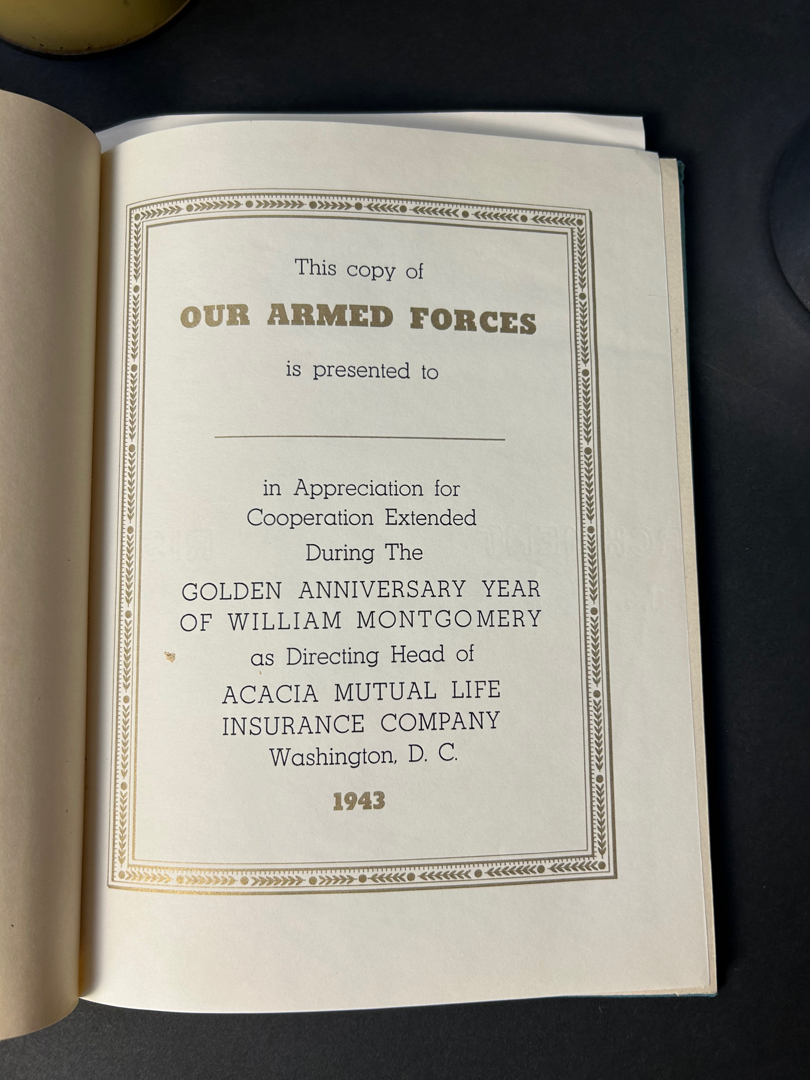 This copy of
OUR ARMED FORCES
is presented to
in Appreciation for
Cooperation Extended
During The
GOLDEN ANNIVERSARY YEAR
OF WILLIAM MONTGOMERY
as Directing Head of
ACACIA MUTUAL LIFE
INSURANCE COMPANY
Washington, D. C.
1943